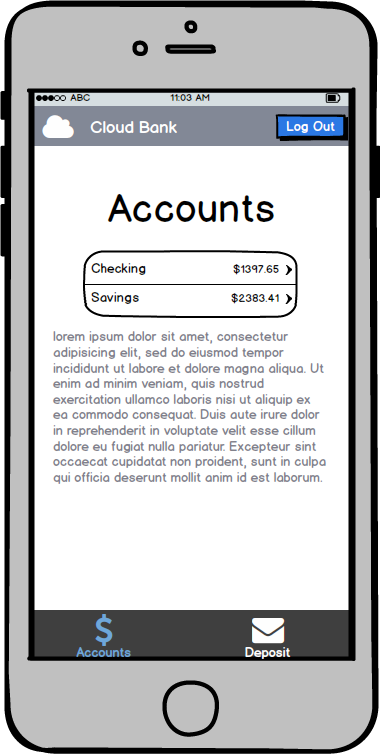 ABC 11:03 AM
Cloud Bank Log Out
Accounts
Checking $1397.65
Savings $2383.41
lorem ipsum dolor sit amet, consectetur
adipisicing elit, sed do eiusmod tempor
incididunt ut labore et dolore magna aliqua. Ut
enim ad minim veniam, quis nostrud
exercitation ullamco laboris nisi ut aliquip ex
ea commodo consequat. Duis aute irure dolor
in reprehenderit in voluptate velit esse cillum
dolore eu fugiat nulla pariatur. Excepteur sint
occaecat cupidatat non proident, sunt in culpa
qui officia deserunt mollit anim id est laborum.
Accounts Deposit